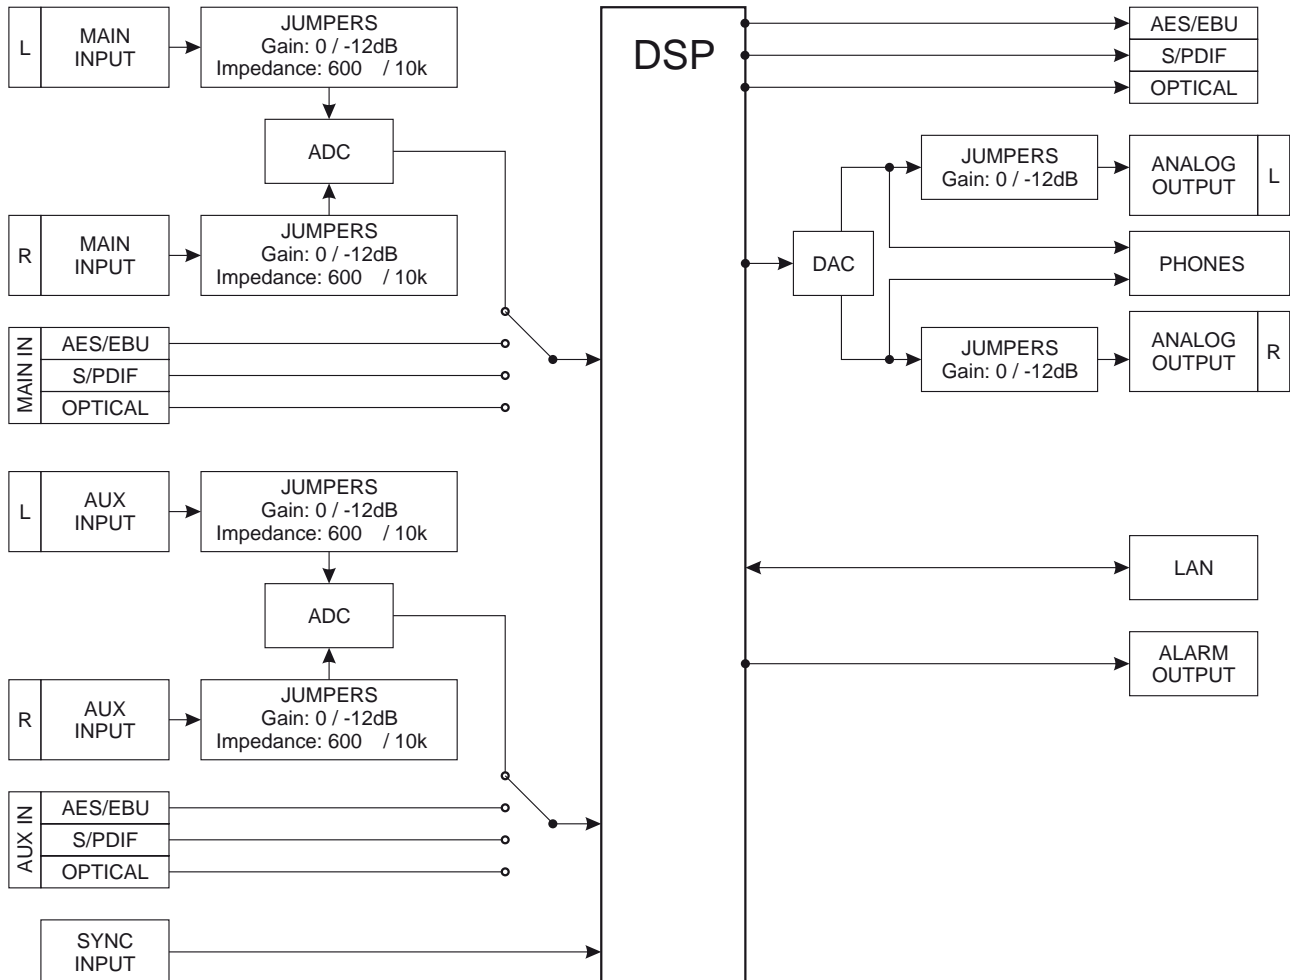 L
MAIN
INPUT
JUMPERS
Gain: 0 / -12dB
Impedance: 600 / 10k
ADC
R
MAIN
INPUT
JUMPERS
Gain: 0 / -12dB
Impedance: 600 / 10k
MAIN IN
AES/EBU
S/PDIF
OPTICAL
L
AUX
INPUT
JUMPERS
Gain: 0 / -12dB
Impedance: 600 / 10k
ADC
R
AUX
INPUT
JUMPERS
Gain: 0 / -12dB
Impedance: 600 / 10k
AUX IN
AES/EBU
S/PDIF
OPTICAL
SYNC
INPUT
DSP
AES/EBU
S/PDIF
OPTICAL
DAC
JUMPERS
Gain: 0 / -12dB
ANALOG
OUTPUT
L
PHONES
JUMPERS
Gain: 0 / -12dB
ANALOG
OUTPUT
R
LAN
ALARM
OUTPUT